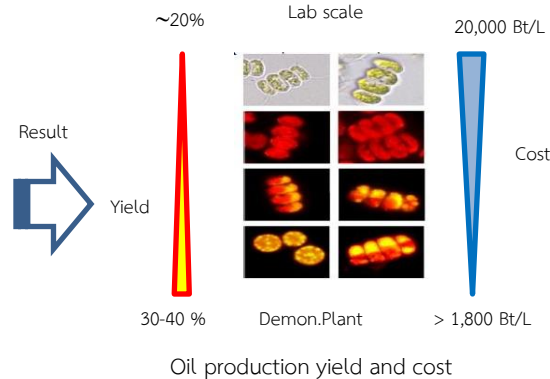 ~20%
Lab scale
20,000 Bt/L
Result
Cost
Yield
30-40 %
Demon.Plant
> 1,800 Bt/L
Oil production yield and cost